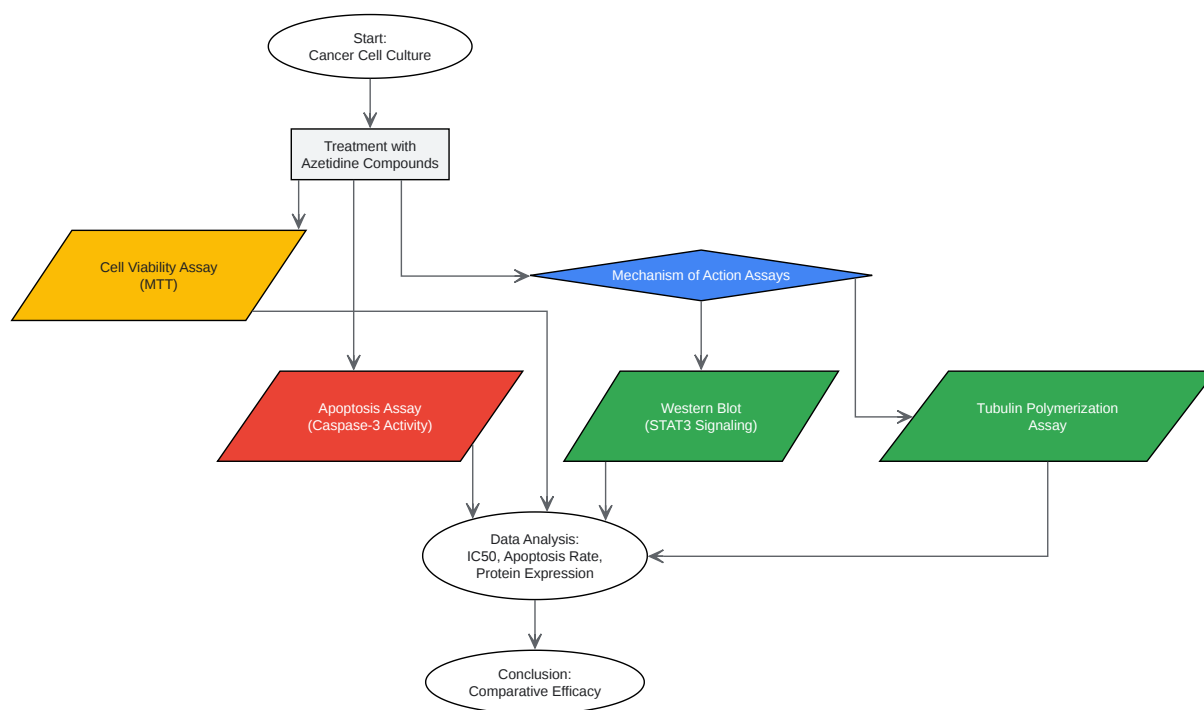 Start:
Cancer Cell Culture
Treatment with
Azetidine Compounds
Cell Viability Assay
(MTT)
Mechanism of Action Assays
Apoptosis Assay
(Caspase-3 Activity)
Western Blot
(STAT3 Signaling)
Tubulin Polymerization
Assay
Data Analysis:
IC50, Apoptosis Rate,
Protein Expression
Conclusion:
Comparative Efficacy